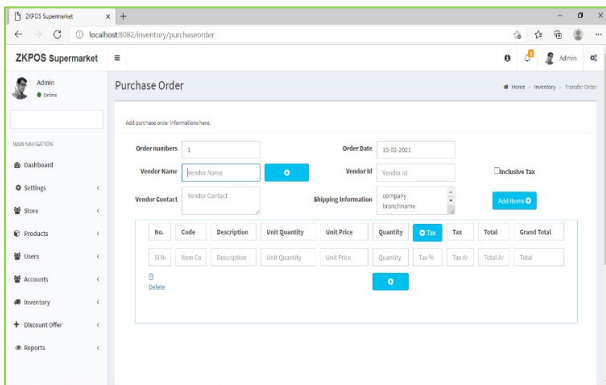 ZKPOS Supermarket
localhost:8082/inventory/purchaseorder
ZKPOS Supermarket
Admin
Admin
Online
Purchase Order
Home Inventory Transfer Order
Add purchase order informations here.
MAIN NAVIGATION
Dashboard
Settings
Store
Products
Users
Accounts
Inventory
Discount Offer
Reports
Order numbers 1 Order Date 10-02-2021
Vendor Name Vendor Name Vendor Id Vendor Id Inclusive Tax
Vendor Contact Vendor Contact Shipping Information company
branchname
Add Items
No. Code Description Unit Quantity Unit Price Quantity Tax Tax Total Grand Total
Sl No Item Co Description Unit Quantity Unit Price Quantity Tax % Tax Ar Total Ar Total
Delete